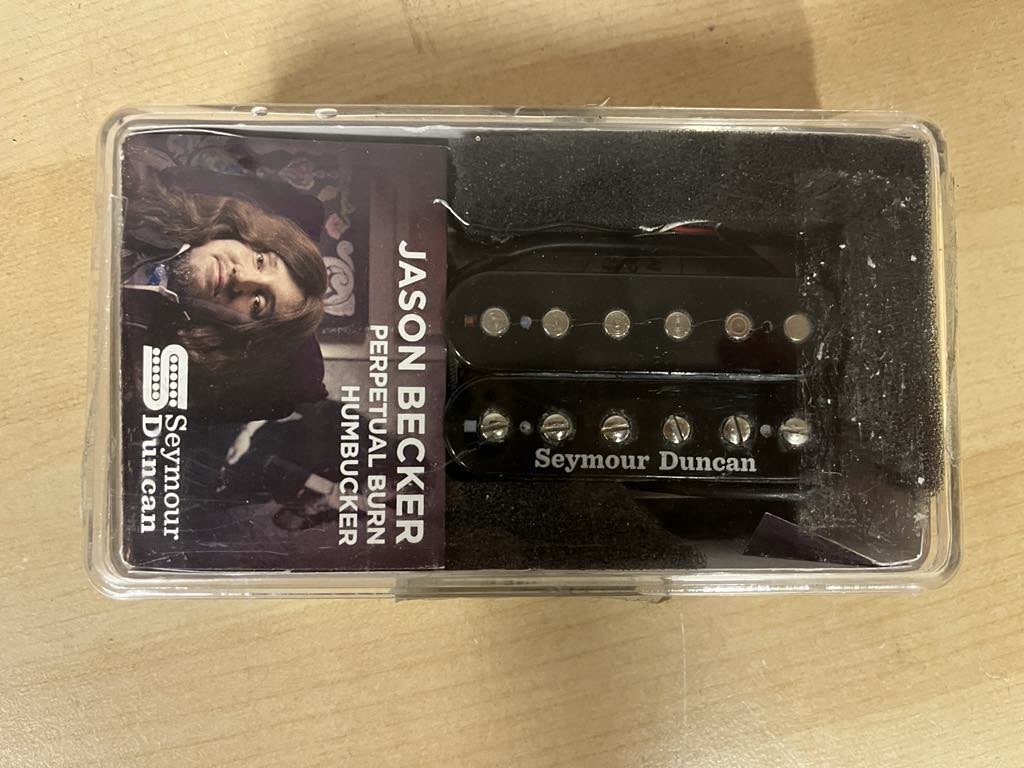 JASON BECKER
PERPETUAL BURN
HUMBUCKER
Seymour
Duncan
Seymour Duncan